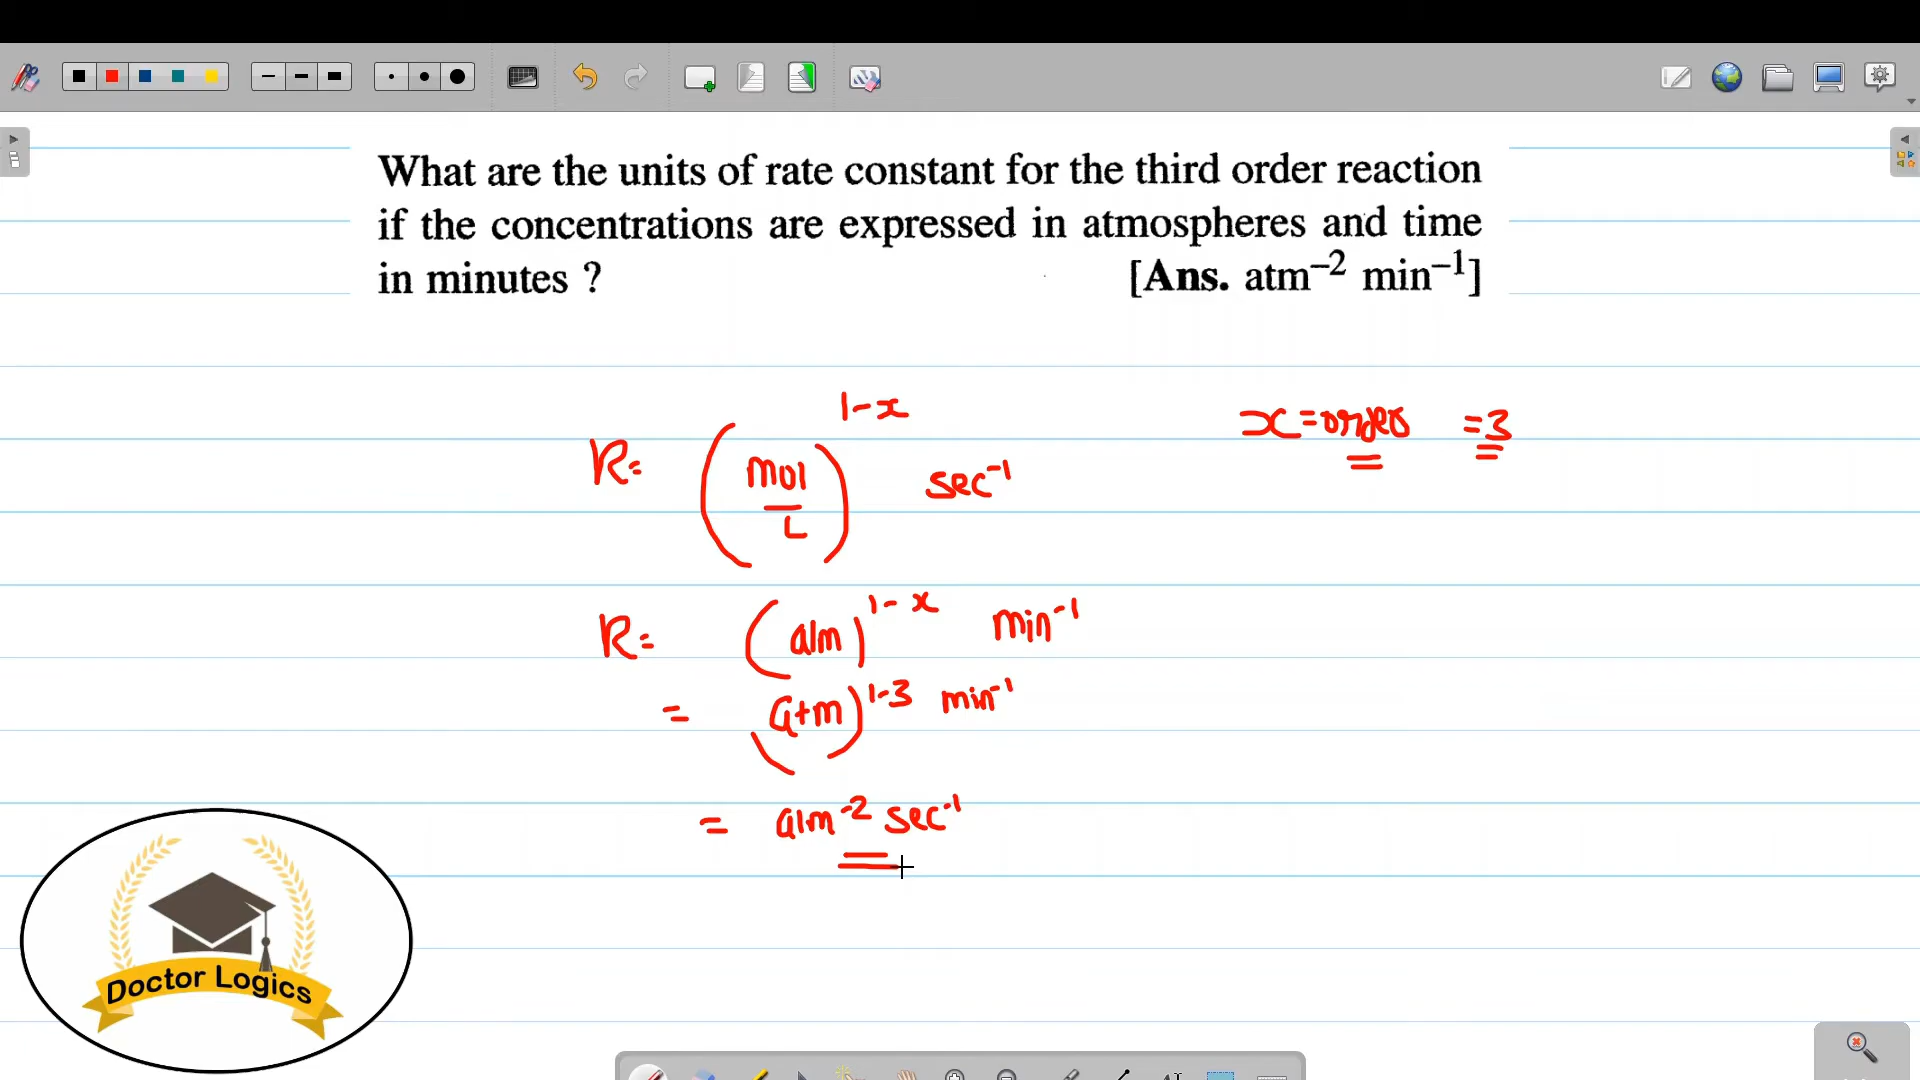 What are the units of rate constant for the third order reaction
if the concentrations are expressed in atmospheres and time
in minutes ? [Ans. atm⁻² min⁻¹]
R= (mol/L)^1-x sec⁻¹
x = order = 3
R= (atm)^1-x min⁻¹
= (atm)^1-3 min⁻¹
= atm⁻² sec⁻¹
Doctor Logics